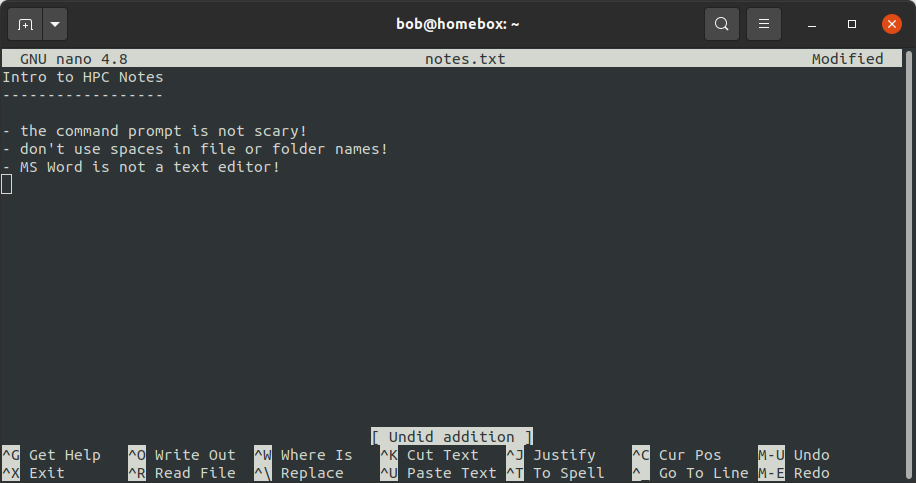 bob@homebox: ~
GNU nano 4.8 notes.txt Modified
Intro to HPC Notes
------------------
- the command prompt is not scary!
- don't use spaces in file or folder names!
- MS Word is not a text editor!
[ Undid addition ]
^G Get Help ^O Write Out ^W Where Is ^K Cut Text ^J Justify ^C Cur Pos M-U Undo
^X Exit ^R Read File ^\ Replace ^U Paste Text ^T To Spell ^_ Go To Line M-E Redo